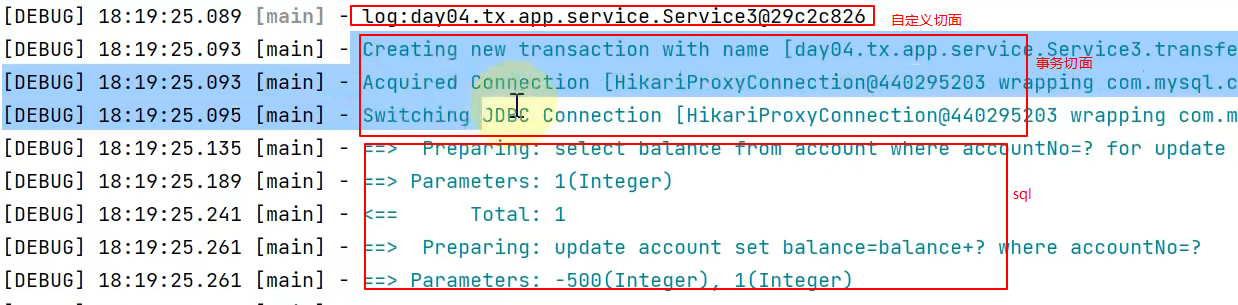 [DEBUG] 18:19:25.089 [main] - log:day04.tx.app.service.Service3@29c2c826 自定义切面
[DEBUG] 18:19:25.093 [main] - Creating new transaction with name [day04.tx.app.service.Service3.transfe
事务切面
[DEBUG] 18:19:25.093 [main] - Acquired Connection [HikariProxyConnection@440295203 wrapping com.mysql.c
[DEBUG] 18:19:25.095 [main] - Switching JDBC Connection [HikariProxyConnection@440295203 wrapping com.m
[DEBUG] 18:19:25.135 [main] - ==>  Preparing: select balance from account where accountNo=? for update
[DEBUG] 18:19:25.189 [main] - ==> Parameters: 1(Integer)
sql
[DEBUG] 18:19:25.241 [main] - <==      Total: 1
[DEBUG] 18:19:25.261 [main] - ==>  Preparing: update account set balance=balance+? where accountNo=?
[DEBUG] 18:19:25.261 [main] - ==> Parameters: -500(Integer), 1(Integer)